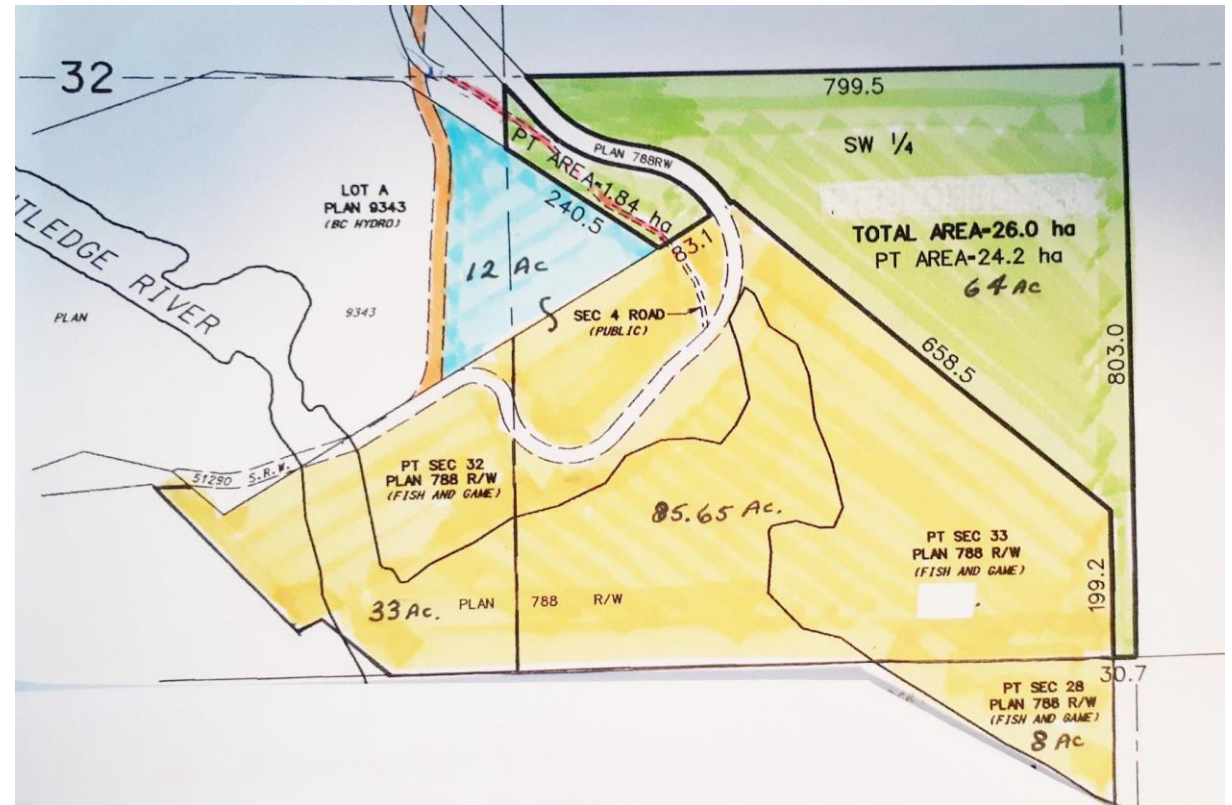 32
799.5
SW 1/4
PLAN 788RW
PT AREA=1.84 ha
240.5
83.1
LOT A
PLAN 9343
(BC HYDRO)
TOTAL AREA=26.0 ha
PT AREA=24.2 ha
64 Ac
12 Ac
TLEDGE RIVER
PLAN
9343
SEC 4 ROAD
(PUBLIC)
658.5
803.0
51290 S.R.W.
PT SEC 32
PLAN 788 R/W
(FISH AND GAME)
85.65 Ac.
PT SEC 33
PLAN 788 R/W
(FISH AND GAME)
199.2
33 Ac.
PLAN 788 R/W
30.7
PT SEC 28
PLAN 788 R/W
(FISH AND GAME)
8 Ac